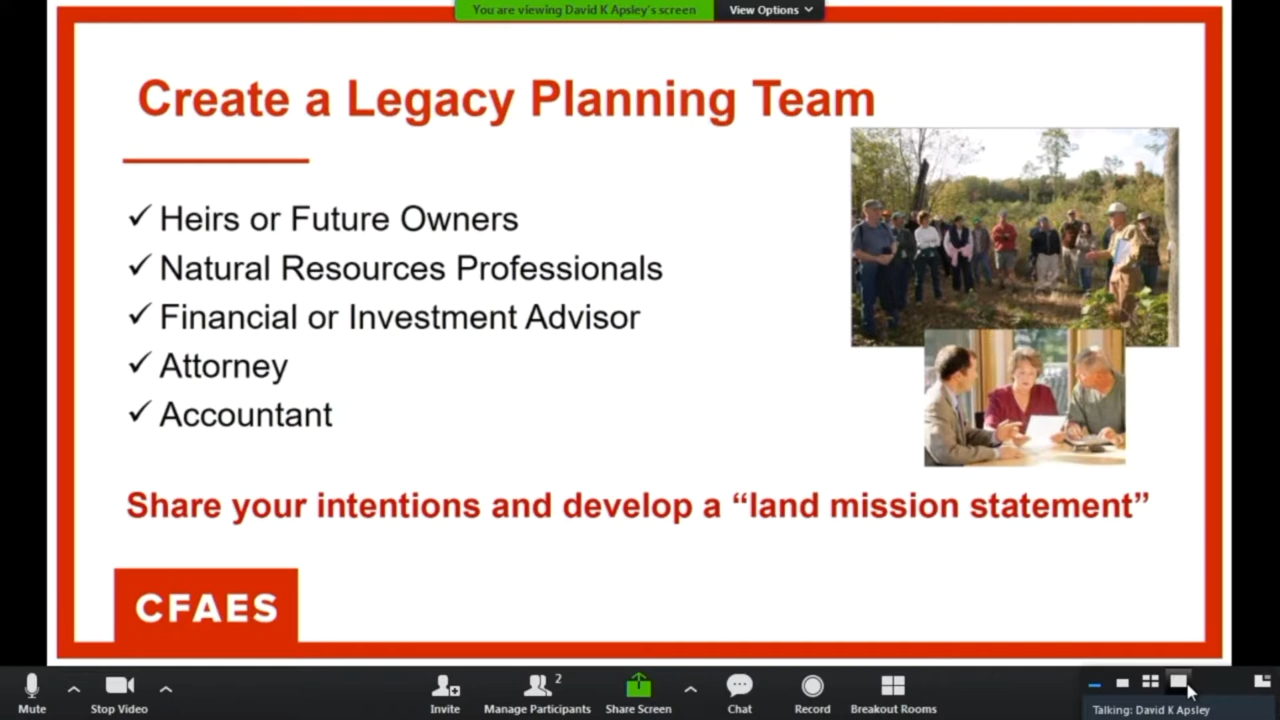 You are viewing David K Apsley's screen
View Options
Create a Legacy Planning Team
✓ Heirs or Future Owners
✓ Natural Resources Professionals
✓ Financial or Investment Advisor
✓ Attorney
✓ Accountant
Share your intentions and develop a “land mission statement”
CFAES
2
Mute
Stop Video
Invite
Manage Participants
Share Screen
Chat
Record
Breakout Rooms
Talking: David K Apsley